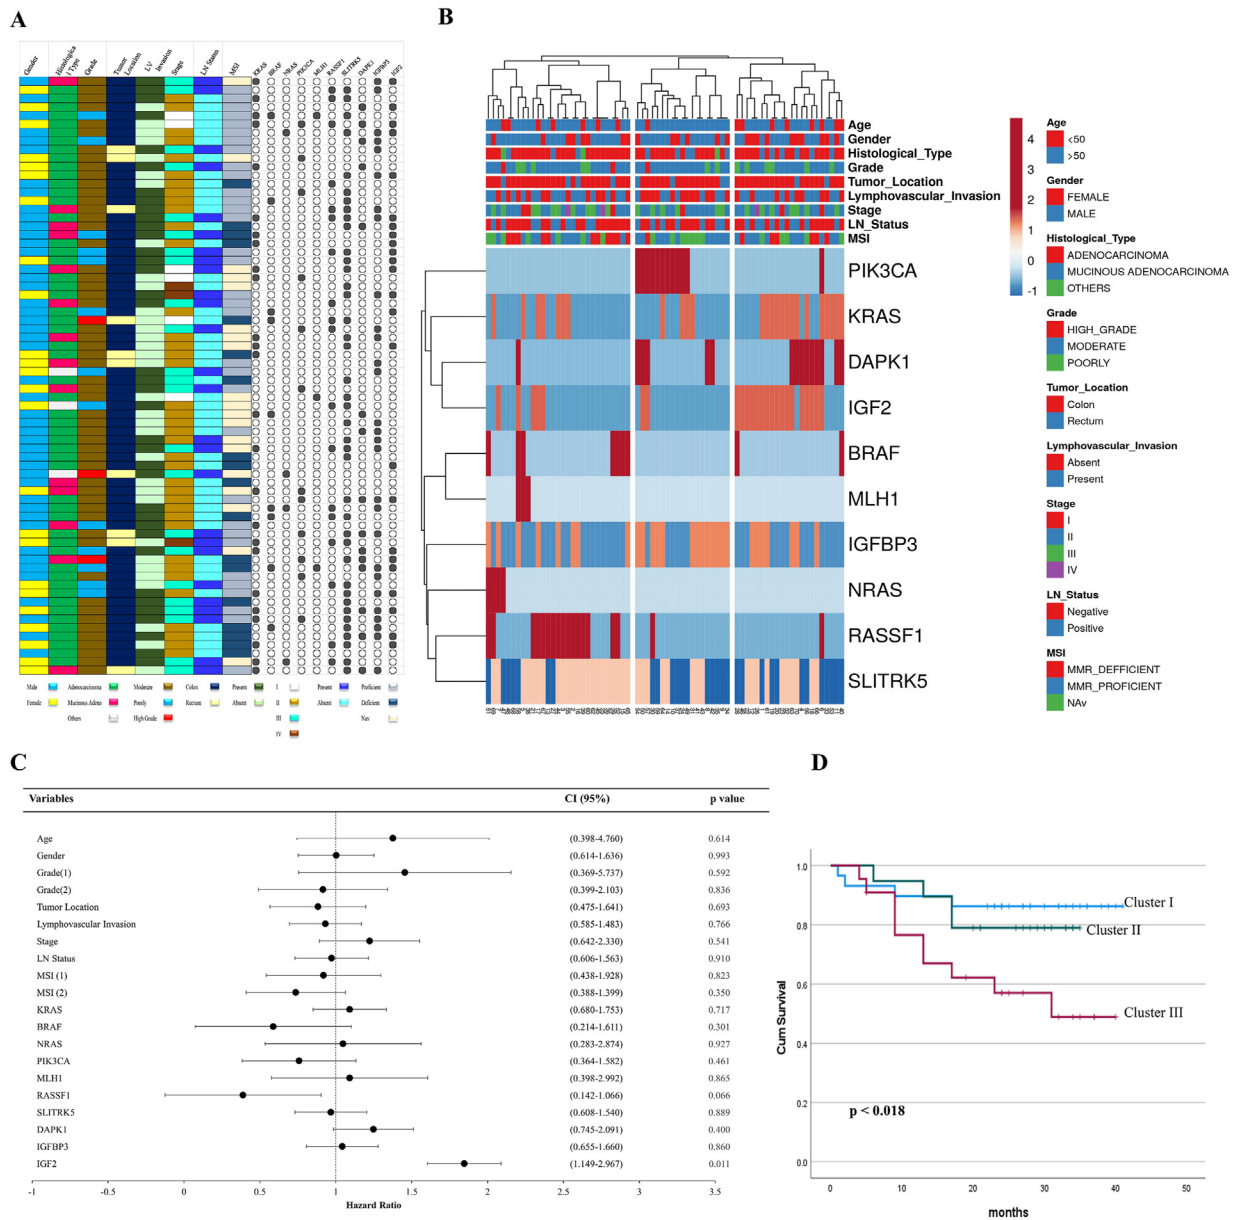 A
B
Gender
Histologica
l Type
Grade
Tumor
Location
LV
Invasion
Stage
LN Status
MSI
KRAS
BRAF
NRAS
PIK3CA
MLH1
RASSF1
SLITRK5
DAPK1
IGFBP3
IGF2
Male
Adenocarcinoma
Moderate
Colon
Present
I
Present
Proficient
Female
Mucinous Adeno
Poorly
Rectum
Absent
II
Absent
Deficient
Others
High Grade
III
Nav
IV
Age
Gender
Histological_Type
Grade
Tumor_Location
Lymphovascular_Invasion
Stage
LN_Status
MSI
PIK3CA
KRAS
DAPK1
IGF2
BRAF
MLH1
IGFBP3
NRAS
RASSF1
SLITRK5
4
3
2
1
0
-1
Age
<50
>50
Gender
FEMALE
MALE
Histological_Type
ADENOCARCINOMA
MUCINOUS ADENOCARCINOMA
OTHERS
Grade
HIGH_GRADE
MODERATE
POORLY
Tumor_Location
Colon
Rectum
Lymphovascular_Invasion
Absent
Present
Stage
I
II
III
IV
LN_Status
Negative
Positive
MSI
MMR_DEFFICIENT
MMR_PROFICIENT
NAv
C
Variables CI (95%) p value
Age (0.398-4.760) 0.614
Gender (0.614-1.636) 0.993
Grade(1) (0.369-5.737) 0.592
Grade(2) (0.399-2.103) 0.836
Tumor Location (0.475-1.641) 0.693
Lymphovascular Invasion (0.585-1.483) 0.766
Stage (0.642-2.330) 0.541
LN Status (0.606-1.563) 0.910
MSI (1) (0.438-1.928) 0.823
MSI (2) (0.388-1.399) 0.350
KRAS (0.680-1.753) 0.717
BRAF (0.214-1.611) 0.301
NRAS (0.283-2.874) 0.927
PIK3CA (0.364-1.582) 0.461
MLH1 (0.398-2.992) 0.865
RASSF1 (0.142-1.066) 0.066
SLITRK5 (0.608-1.540) 0.889
DAPK1 (0.745-2.091) 0.400
IGFBP3 (0.655-1.660) 0.860
IGF2 (1.149-2.967) 0.011
-1 0 0.5 1 1.5 2 2.5 3 3.5
Hazard Ratio
D
Cum Survival
1.0
0.8
0.6
0.4
0.2
0.0
Cluster I
Cluster II
Cluster III
p < 0.018
0 10 20 30 40 50
months